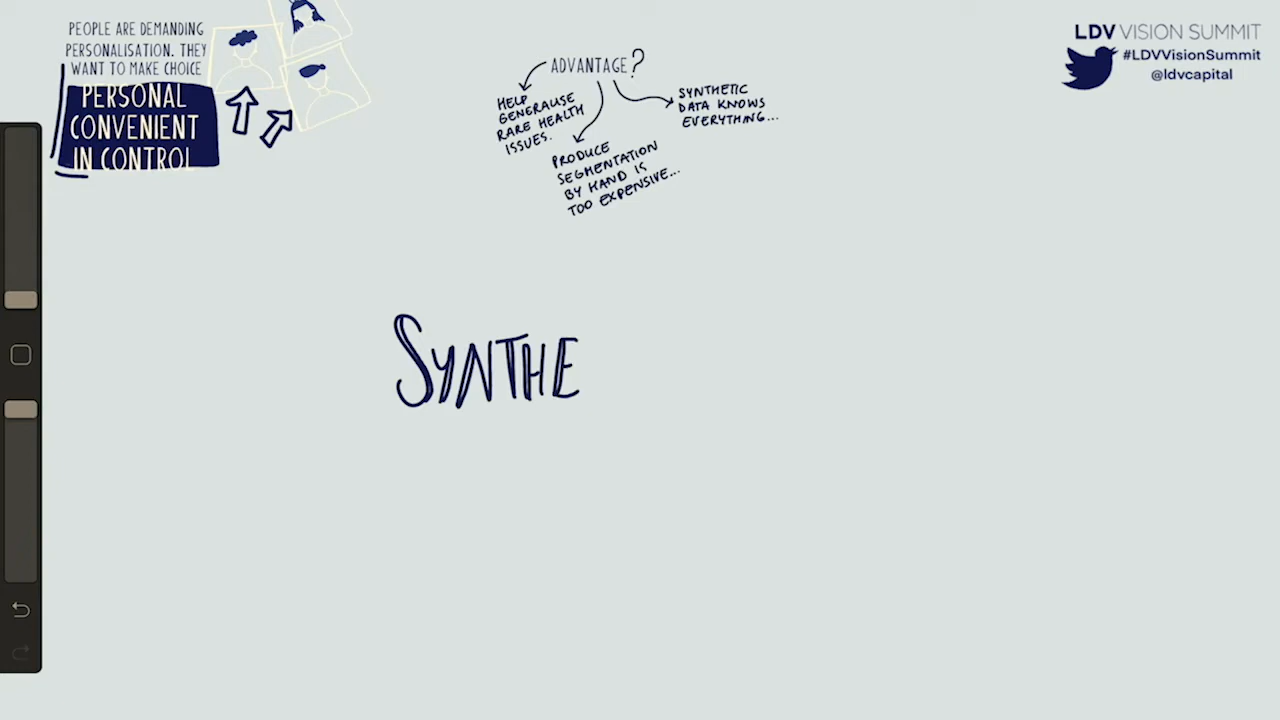 PEOPLE ARE DEMANDING
PERSONALISATION. THEY
WANT TO MAKE CHOICE
PERSONAL
CONVENIENT
IN CONTROL
ADVANTAGE?
HELP
GENERAUSE
RARE HEALTH
ISSUES.
PRODUCE
SEGMENTATION
BY HAND IS
TOO EXPENSIVE...
SYNTHETIC
DATA KNOWS
EVERYTHING...
SYNTHE
LDV VISION SUMMIT
#LDVVisionSummit
@ldvcapital